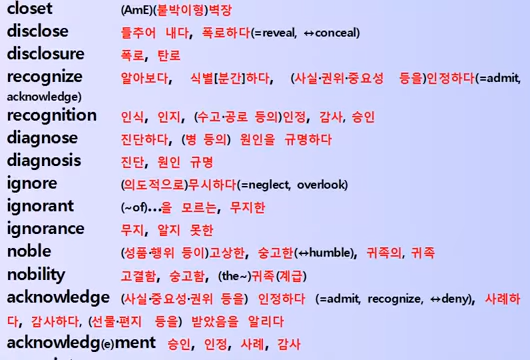 closet (AmE)(붙박이형)벽장
disclose 들추어 내다, 폭로하다(=reveal, ↔conceal)
disclosure 폭로, 탄로
recognize 알아보다, 식별[분간]하다, (사실·권위·중요성 등을)인정하다(=admit,
acknowledge)
recognition 인식, 인지, (수고·공로 등의)인정, 감사, 승인
diagnose 진단하다, (병 등의) 원인을 규명하다
diagnosis 진단, 원인 규명
ignore (의도적으로)무시하다(=neglect, overlook)
ignorant (~of)…을 모르는, 무지한
ignorance 무지, 알지 못한
noble (성품·행위 등이)고상한, 숭고한(↔humble), 귀족의, 귀족
nobility 고결함, 숭고함, (the~)귀족(계급)
acknowledge (사실·중요성·권위 등을) 인정하다 (=admit, recognize, ↔deny), 사례하
다, 감사하다, (선물·편지 등을) 받았음을 알리다
acknowledg(e)ment 승인, 인정, 사례, 감사